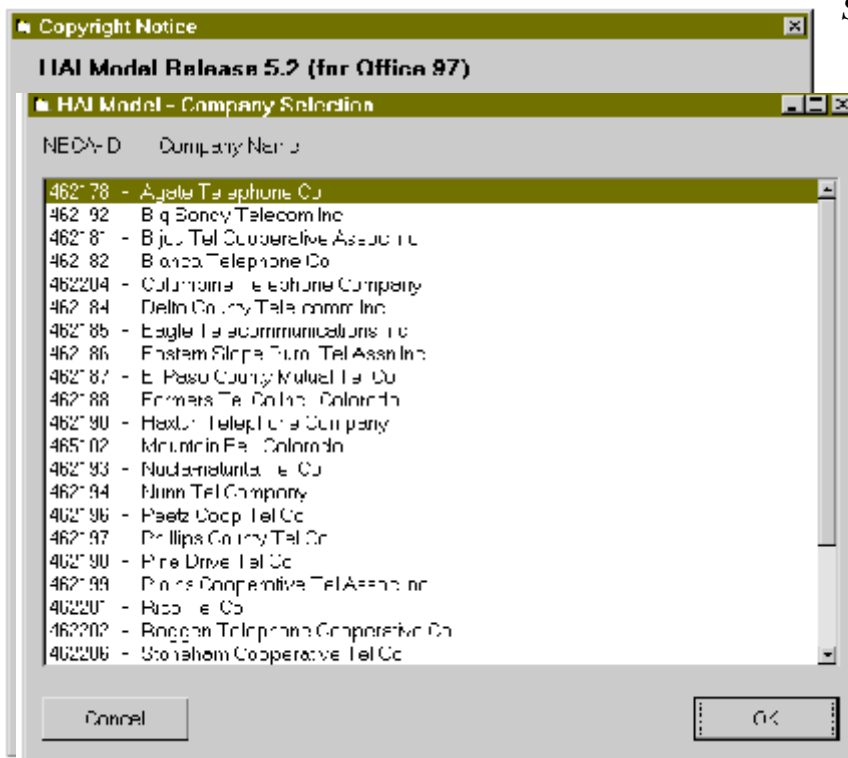 Copyright Notice
HAI Model Release 5.2 (for Office 97)
HAI Model - Company Selection
NECA-ID Company Name
462178 - Agate Telephone Co
462192 Big Sandy Telecom Inc
462181 - Bijou Tel Cooperative Assoc Inc
462182 Blanca Telephone Co
462204 - Columbine Telephone Company
462184 Delta County Tele-comm Inc
462185 - Eagle Telecommunications Inc
462186 Eastern Slope Rural Tel Assn Inc
462187 - El Paso County Mutual Tel Co
462188 Farmers Tel Co Inc Colorado
462190 - Haxtun Telephone Company
465102 Mountain Bell Colorado
462193 - Nucla-naturita Tel Co
462194 Nunn Tel Company
462196 - Peetz Coop Tel Co
462197 Phillips County Tel Co
462198 - Pine Drive Tel Co
462199 Plains Cooperative Tel Assoc Inc
462201 - Rico Tel Co
462202 - Roggen Telephone Cooperative Co
462206 - Stoneham Cooperative Tel Co
Cancel OK